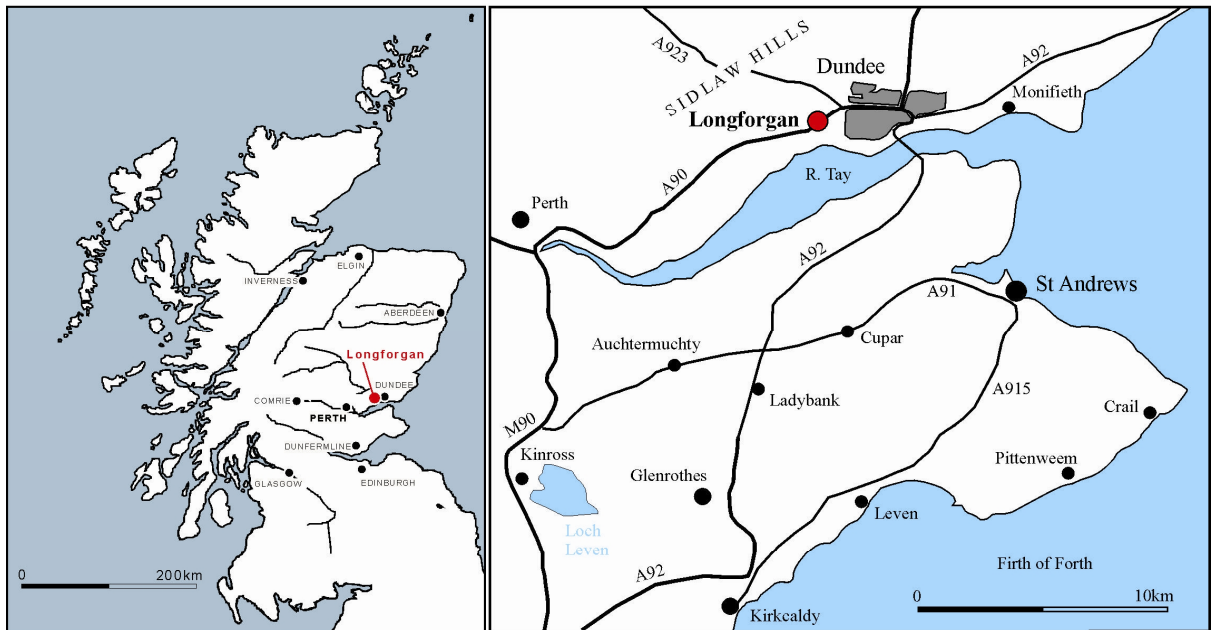 ELGIN
INVERNESS
ABERDEEN
Longforgan
DUNDEE
COMRIE
PERTH
DUNFERMLINE
GLASGOW
EDINBURGH
0 200km
A923
SIDLAW HILLS
Dundee
A92
Monifieth
Longforgan
A90
R. Tay
Perth
A92
St Andrews
A91
Cupar
Auchtermuchty
Ladybank
A915
Crail
M90
Kinross
Glenrothes
Pittenweem
Loch
Leven
Leven
Firth of Forth
A92
Kirkcaldy
0 10km